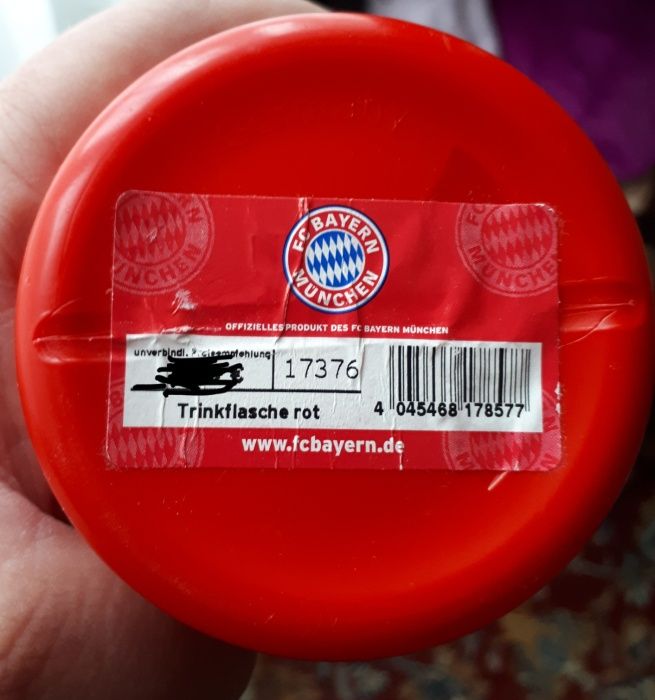 FC BAYERN
MÜNCHEN
OFFIZIELLES PRODUKT DES FC BAYERN MÜNCHEN
unverbindl. Preisempfehlung
17376
Trinkflasche rot
4 045468 178577
www.fcbayern.de